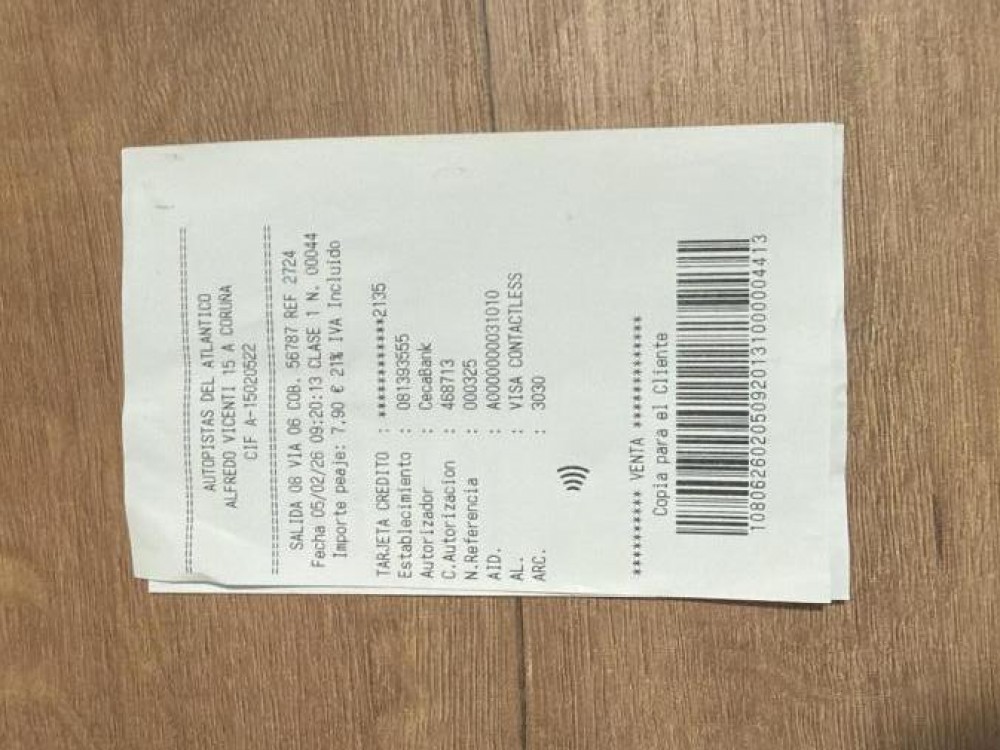 ================================================
AUTOPISTAS DEL ATLANTICO
ALFREDO VICENTI 15 A CORUÑA
CIF A-15020522
================================================
SALIDA 08 VIA 06 COB. 56787 REF 2724
Fecha 05/02/26 09:20:13 CLASE 1 N. 00044
Importe peaje: 7,90 € 21% IVA Incluido
TARJETA CREDITO : ************2135
Establecimiento : 081393555
Autorizador : CecaBank
C.Autorizacion : 468713
N.Referencia : 000325
AID. : A0000000031010
AL. : VISA CONTACTLESS
ARC. : 3030
********** VENTA **********
Copia para el Cliente
108062602050920131000004413